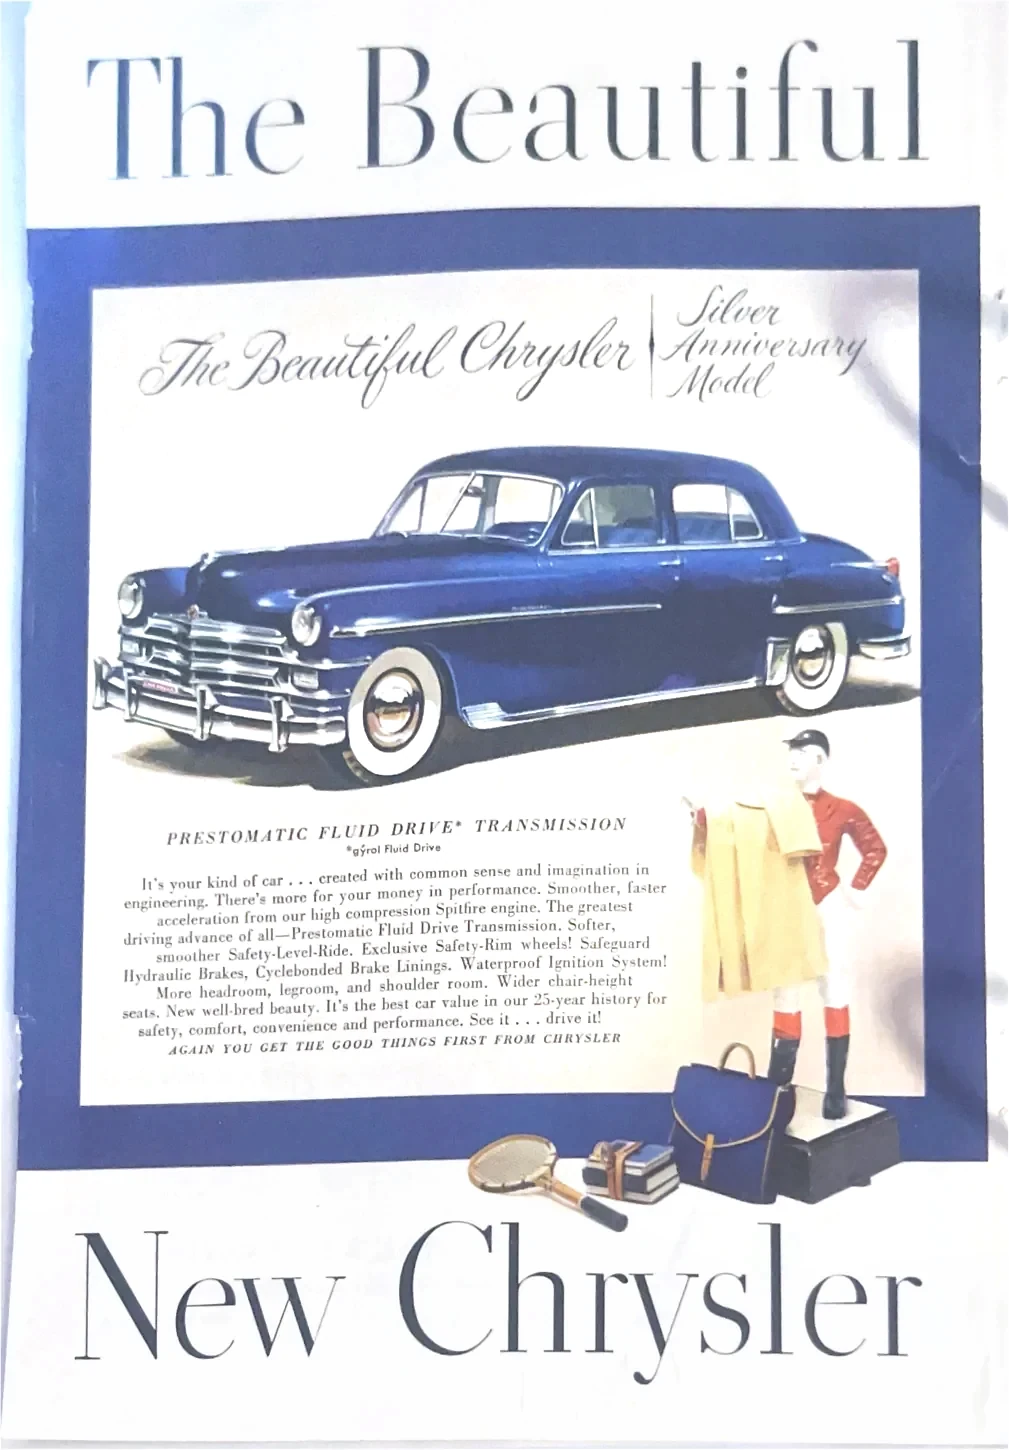 The Beautiful
The Beautiful Chrysler
Silver
Anniversary
Model
PRESTOMATIC FLUID DRIVE* TRANSMISSION
*gýrol Fluid Drive
It's your kind of car . . . created with common sense and imagination in
engineering. There's more for your money in performance. Smoother, faster
acceleration from our high compression Spitfire engine. The greatest
driving advance of all—Prestomatic Fluid Drive Transmission. Softer,
smoother Safety-Level-Ride. Exclusive Safety-Rim wheels! Safeguard
Hydraulic Brakes, Cyclebonded Brake Linings. Waterproof Ignition System!
More headroom, legroom, and shoulder room. Wider chair-height
seats. New well-bred beauty. It's the best car value in our 25-year history for
safety, comfort, convenience and performance. See it . . . drive it!
AGAIN YOU GET THE GOOD THINGS FIRST FROM CHRYSLER
New Chrysler